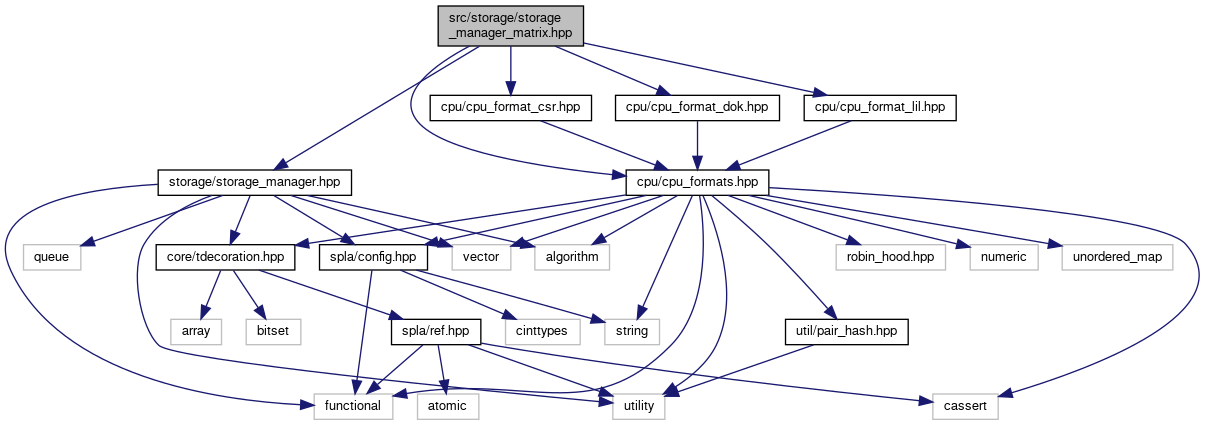 src/storage/storage
_manager_matrix.hpp
cpu/cpu_format_csr.hpp
cpu/cpu_format_dok.hpp
cpu/cpu_format_lil.hpp
storage/storage_manager.hpp
cpu/cpu_formats.hpp
queue
core/tdecoration.hpp
spla/config.hpp
vector
algorithm
robin_hood.hpp
numeric
unordered_map
array
bitset
spla/ref.hpp
cinttypes
string
util/pair_hash.hpp
functional
atomic
utility
cassert